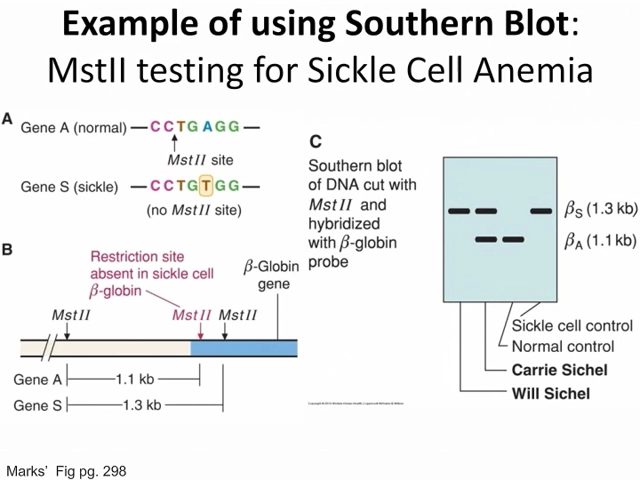 Example of using Southern Blot:
MstII testing for Sickle Cell Anemia
A
Gene A (normal) CCTGAGG
MstII site
Gene S (sickle) CCTGTGG
(no MstII site)
B
Restriction site
absent in sickle cell
β-globin
β-Globin
gene
MstII MstII MstII
Gene A 1.1 kb
Gene S 1.3 kb
C
Southern blot
of DNA cut with
MstII and
hybridized
with β-globin
probe
βS (1.3 kb)
βA (1.1 kb)
Sickle cell control
Normal control
Carrie Sichel
Will Sichel
Marks' Fig pg. 298